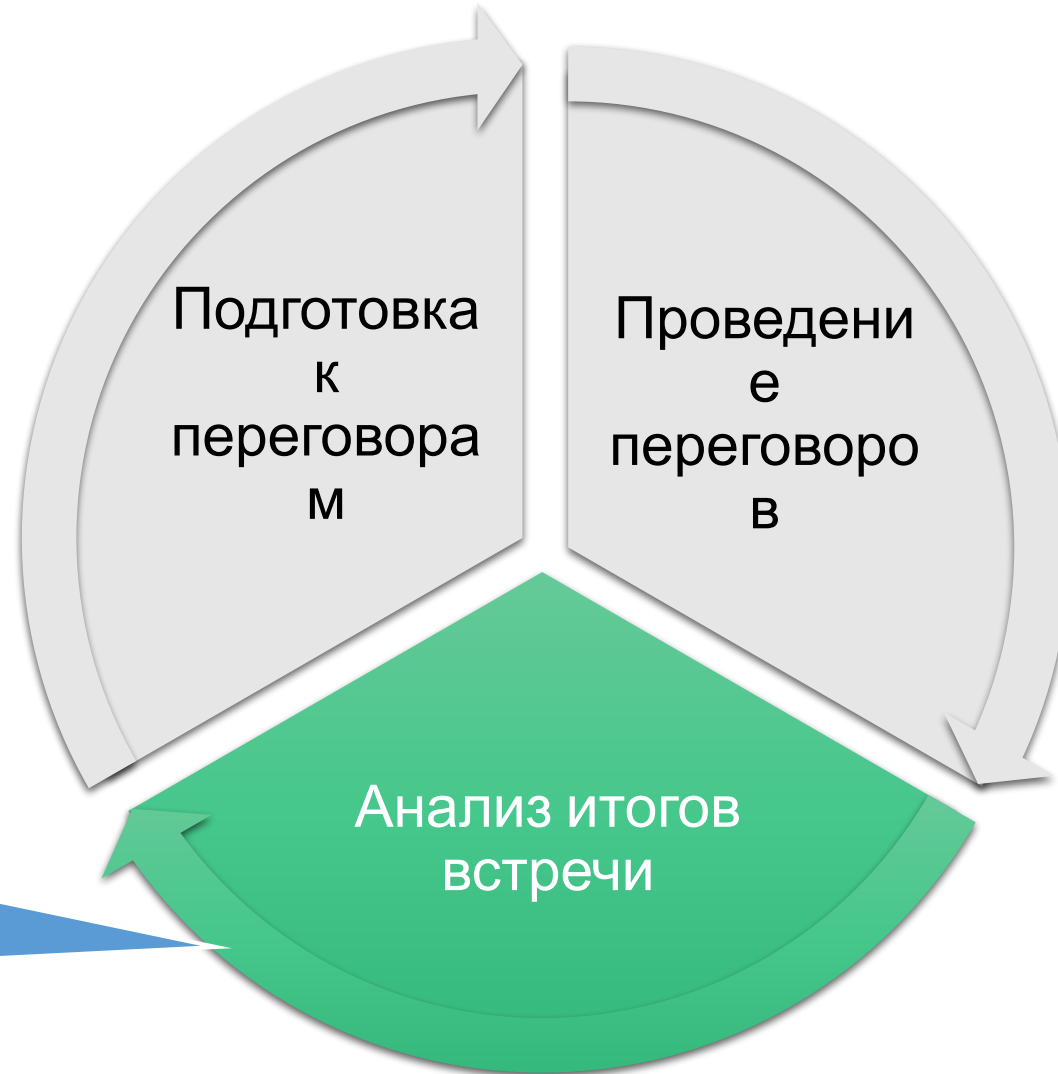 Подготовка
к
переговора
м
Проведени
е
переговоро
в
Анализ итогов
встречи